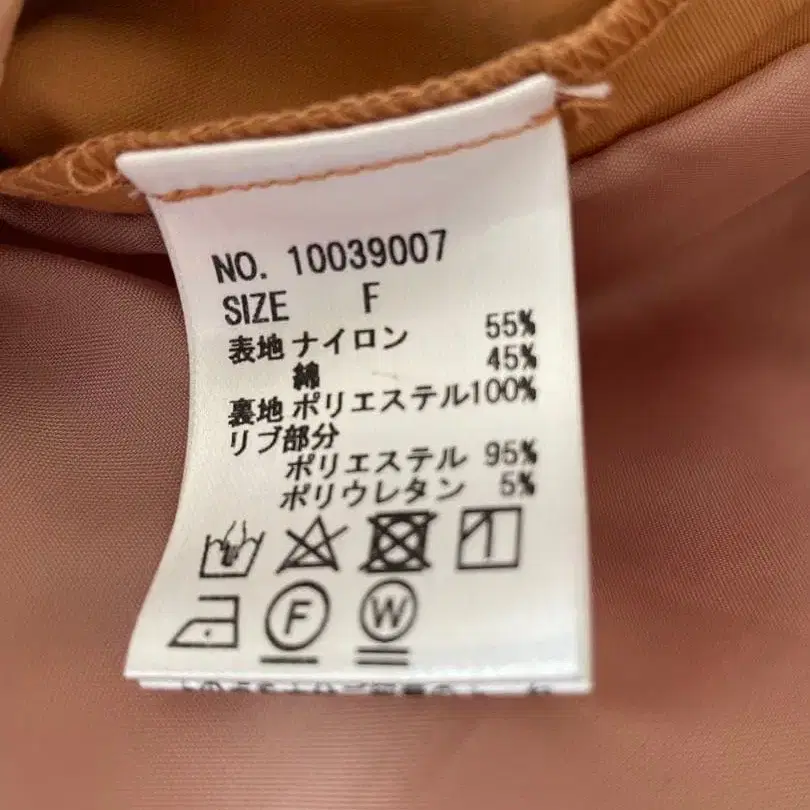 NO. 10039007
SIZE F
表地 ナイロン 55%
綿 45%
裏地 ポリエステル100%
リブ部分
ポリエステル 95%
ポリウレタン 5%
F W